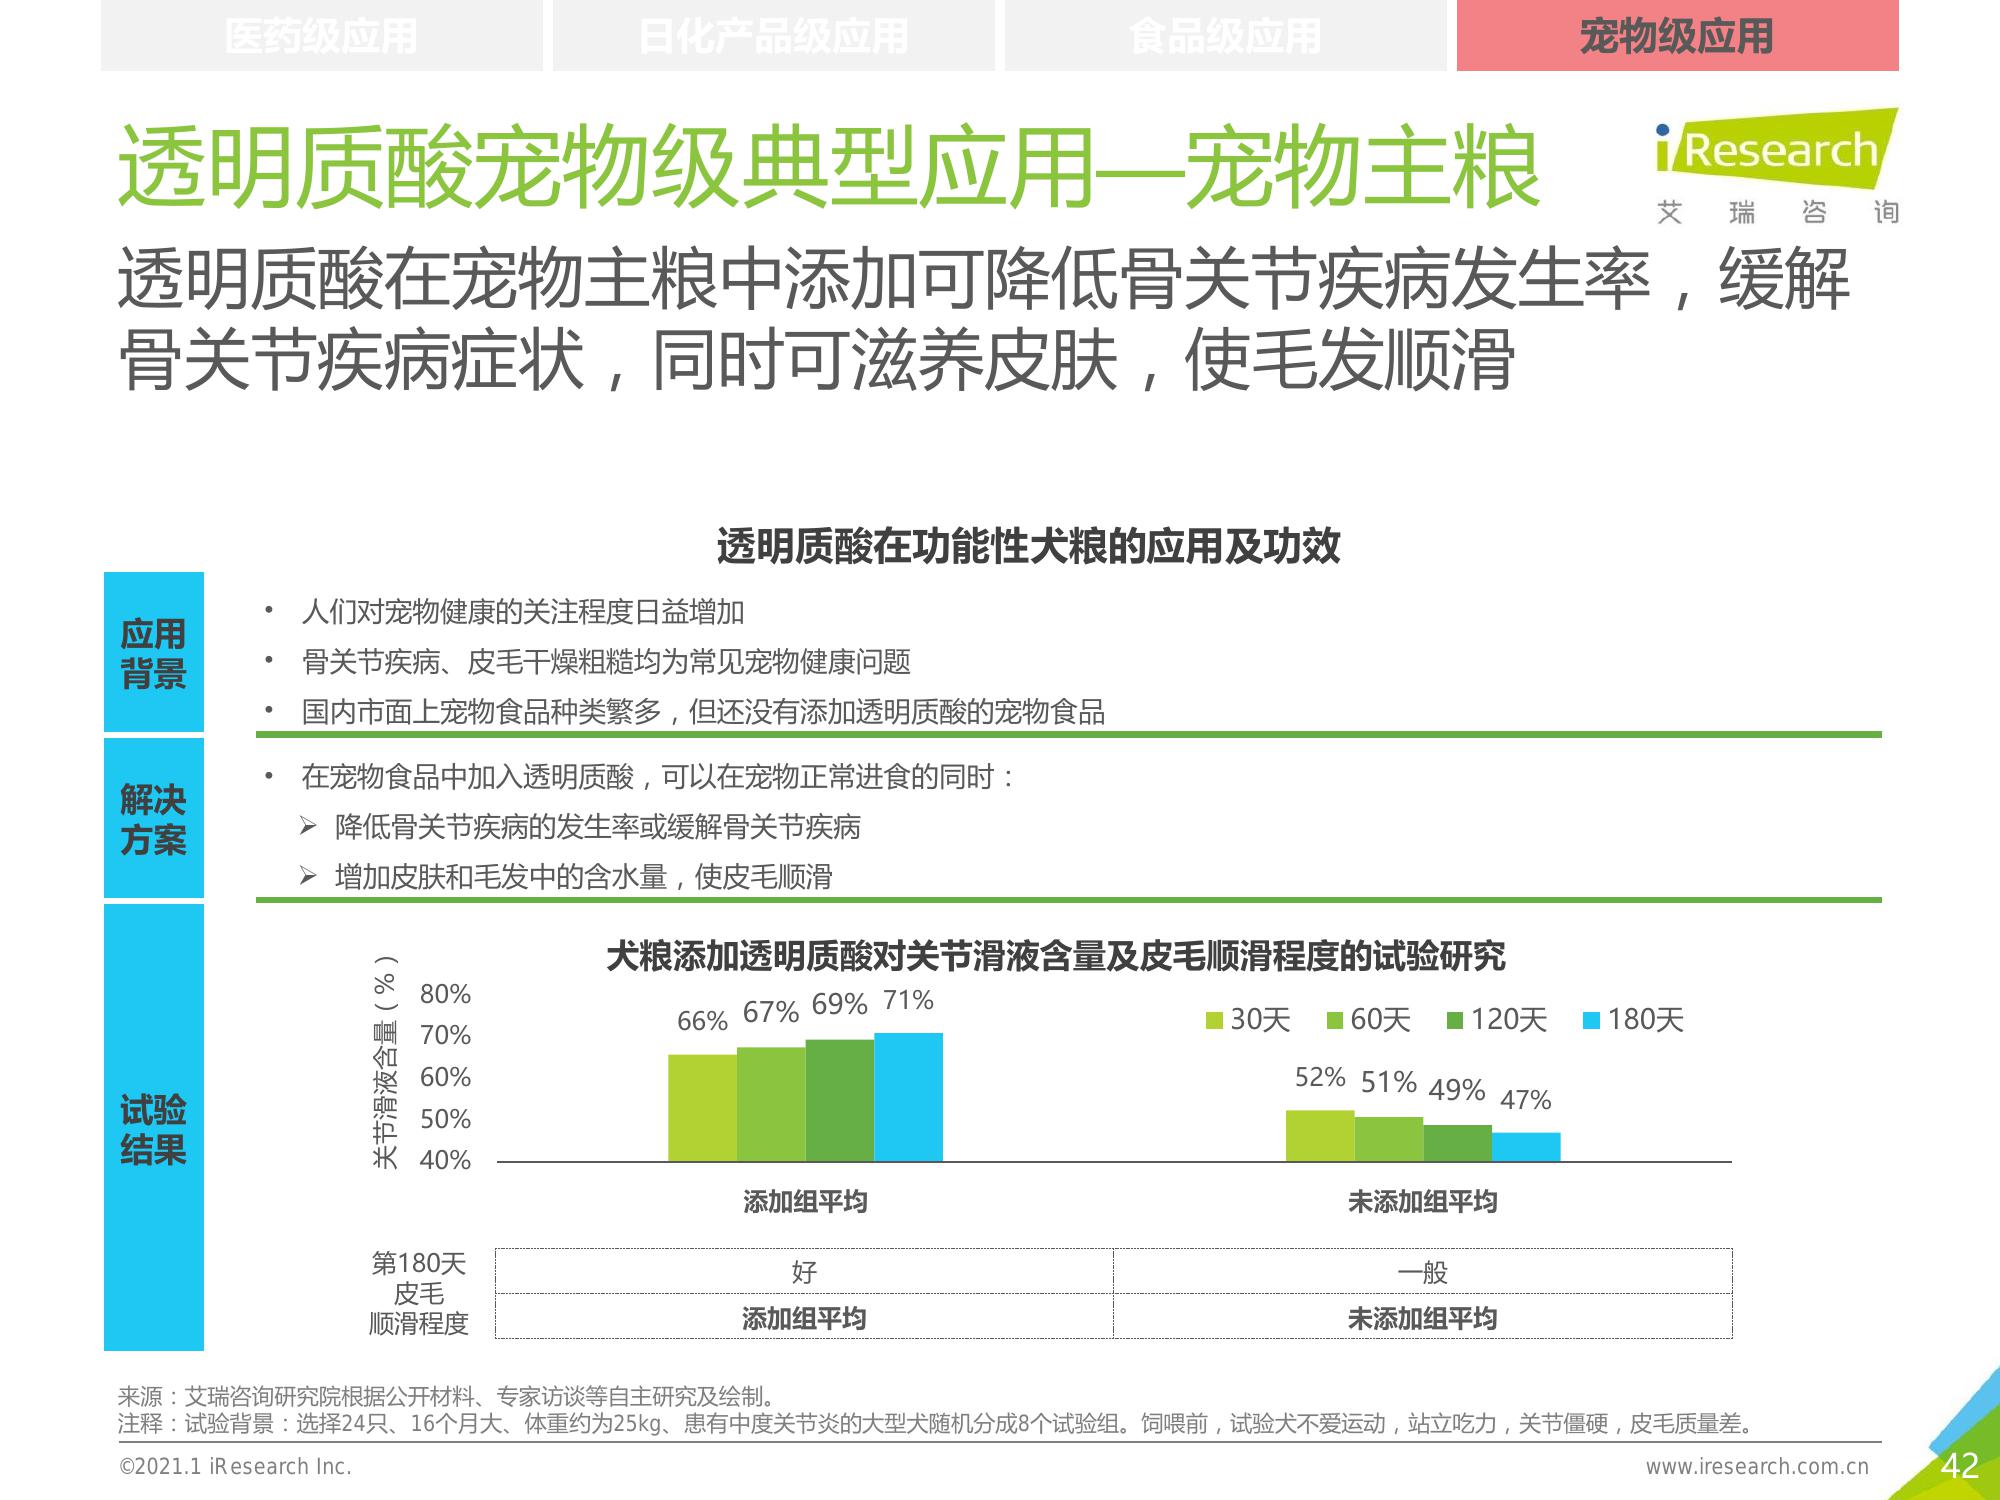 医药级应用
日化产品级应用
食品级应用
宠物级应用
透明质酸宠物级典型应用—宠物主粮
iResearch
艾瑞咨询
透明质酸在宠物主粮中添加可降低骨关节疾病发生率，缓解
骨关节疾病症状，同时可滋养皮肤，使毛发顺滑
透明质酸在功能性犬粮的应用及功效
应用
背景
• 人们对宠物健康的关注程度日益增加
• 骨关节疾病、皮毛干燥粗糙均为常见宠物健康问题
• 国内市面上宠物食品种类繁多，但还没有添加透明质酸的宠物食品
解决
方案
• 在宠物食品中加入透明质酸，可以在宠物正常进食的同时：
➢ 降低骨关节疾病的发生率或缓解骨关节疾病
➢ 增加皮肤和毛发中的含水量，使皮毛顺滑
试验
结果
犬粮添加透明质酸对关节滑液含量及皮毛顺滑程度的试验研究
关节滑液含量（%）
80%
70%
60%
50%
40%
66% 67% 69% 71%
30天 60天 120天 180天
52% 51% 49% 47%
添加组平均
未添加组平均
第180天
皮毛
顺滑程度
好
一般
添加组平均
未添加组平均
来源：艾瑞咨询研究院根据公开材料、专家访谈等自主研究及绘制。
注释：试验背景：选择24只、16个月大、体重约为25kg、患有中度关节炎的大型犬随机分成8个试验组。饲喂前，试验犬不爱运动，站立吃力，关节僵硬，皮毛质量差。
©2021.1 iResearch Inc.
www.iresearch.com.cn
42